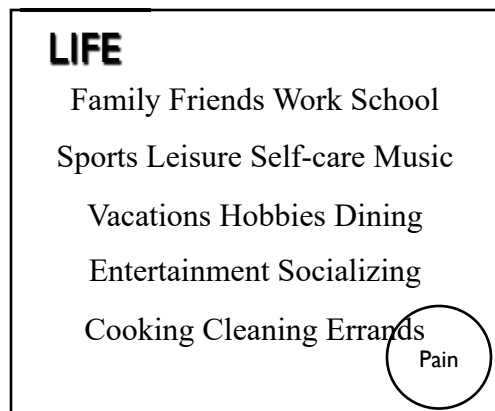 LIFE
Family Friends Work School
Sports Leisure Self-care Music
Vacations Hobbies Dining
Entertainment Socializing
Cooking Cleaning Errands
Pain